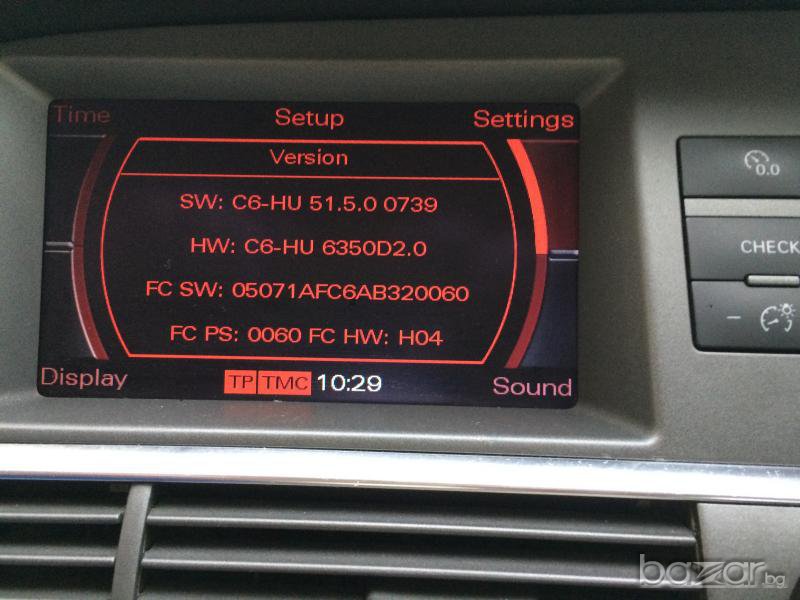 Time Setup Settings
Version
SW: C6-HU 51.5.0 0739
HW: C6-HU 6350D2.0
FC SW: 05071AFC6AB320060
FC PS: 0060 FC HW: H04
Display TP TMC 10:29 Sound
0.0
CHECK
bazar.bg